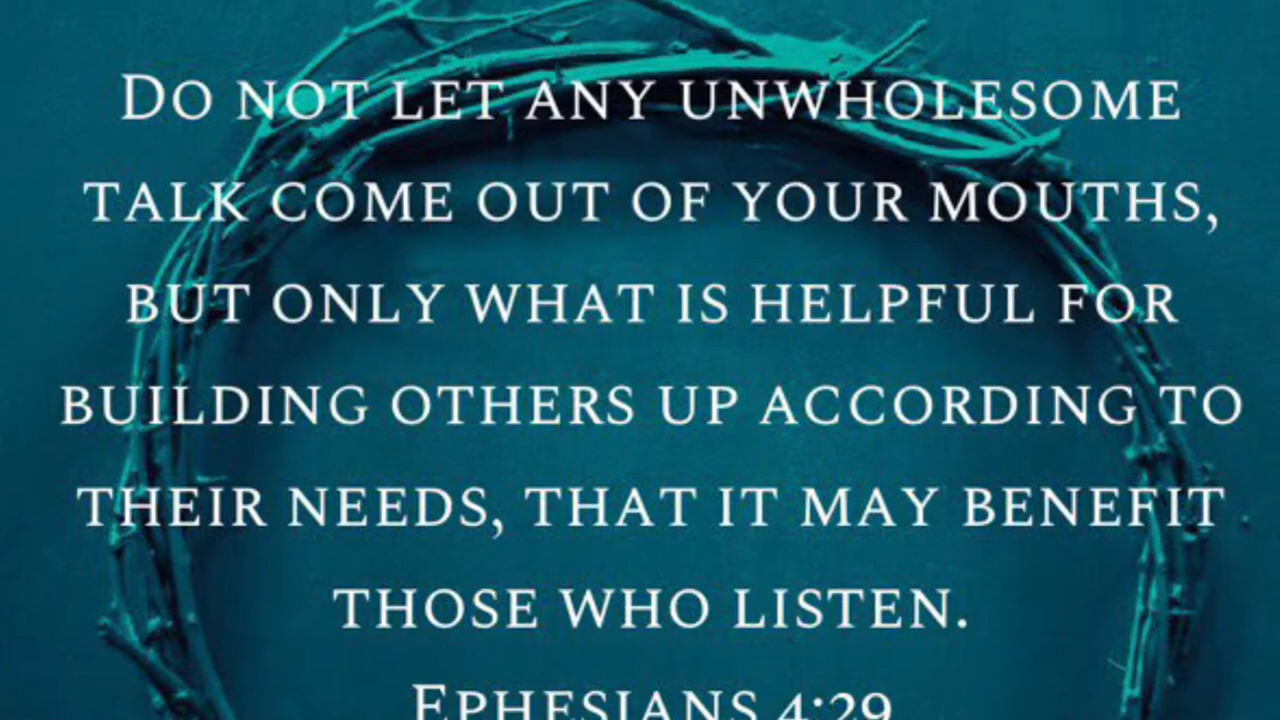 Do not let any unwholesome
talk come out of your mouths,
but only what is helpful for
building others up according to
their needs, that it may benefit
those who listen.
Ephesians 4:29